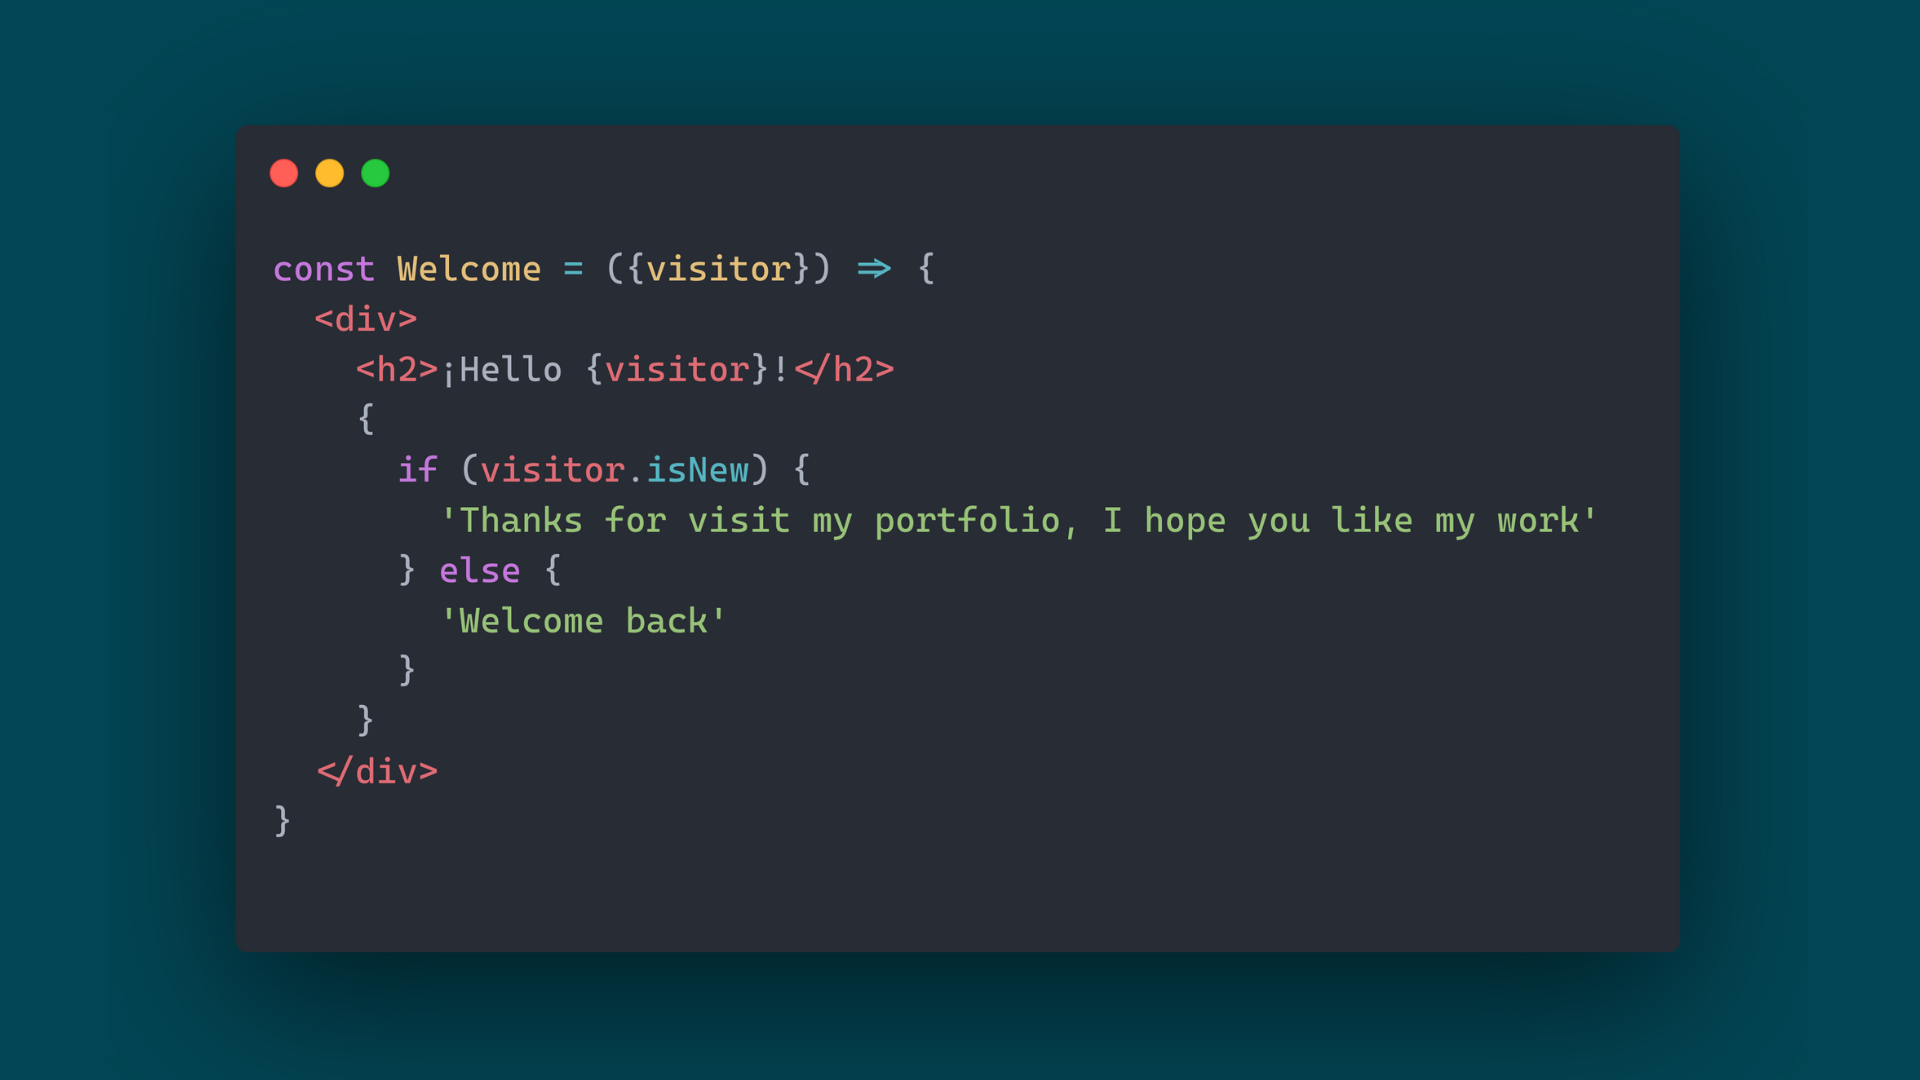 const Welcome = ({visitor}) => {
<div>
<h2>¡Hello {visitor}!</h2>
{
if (visitor.isNew) {
'Thanks for visit my portfolio, I hope you like my work'
} else {
'Welcome back'
}
}
</div>
}